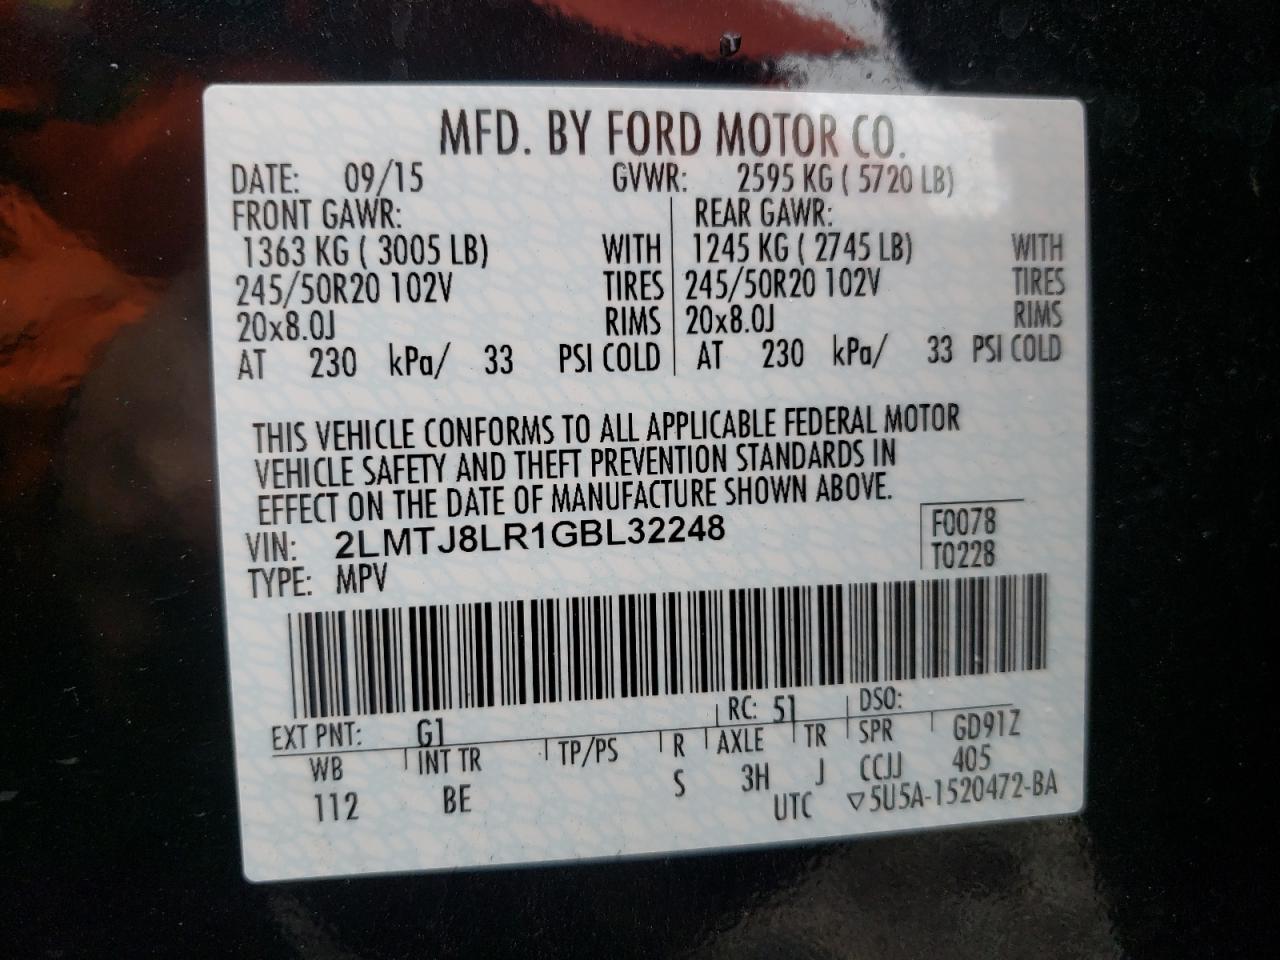 MFD. BY FORD MOTOR CO.
DATE: 09/15 GVWR: 2595 KG ( 5720 LB)
FRONT GAWR: REAR GAWR:
1363 KG ( 3005 LB) WITH 1245 KG ( 2745 LB) WITH
245/50R20 102V TIRES 245/50R20 102V TIRES
20x8.0J RIMS 20x8.0J RIMS
AT 230 kPa/ 33 PSI COLD AT 230 kPa/ 33 PSI COLD
THIS VEHICLE CONFORMS TO ALL APPLICABLE FEDERAL MOTOR
VEHICLE SAFETY AND THEFT PREVENTION STANDARDS IN
EFFECT ON THE DATE OF MANUFACTURE SHOWN ABOVE.
VIN: 2LMTJ8LR1GBL32248 F0078
TYPE: MPV T0228
EXT PNT: G1 RC: 51 DSO:
WB INT TR TP/PS R AXLE TR SPR GD91Z
112 BE S 3H J CCJJ 405
UTC ▽5U5A-1520472-BA